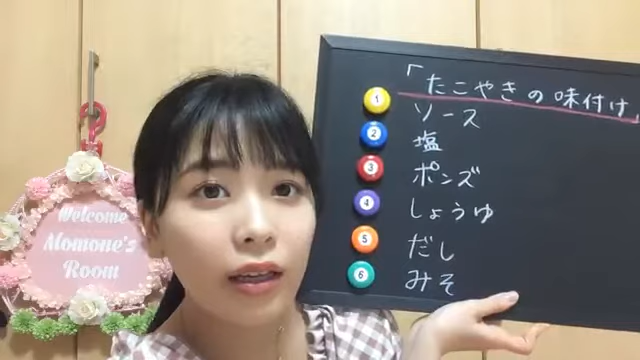 Welcome
Momone's
Room
「たこやきの味付け」
1 ソース
2 塩
3 ポンズ
4 しょうゆ
5 だし
6 みそ